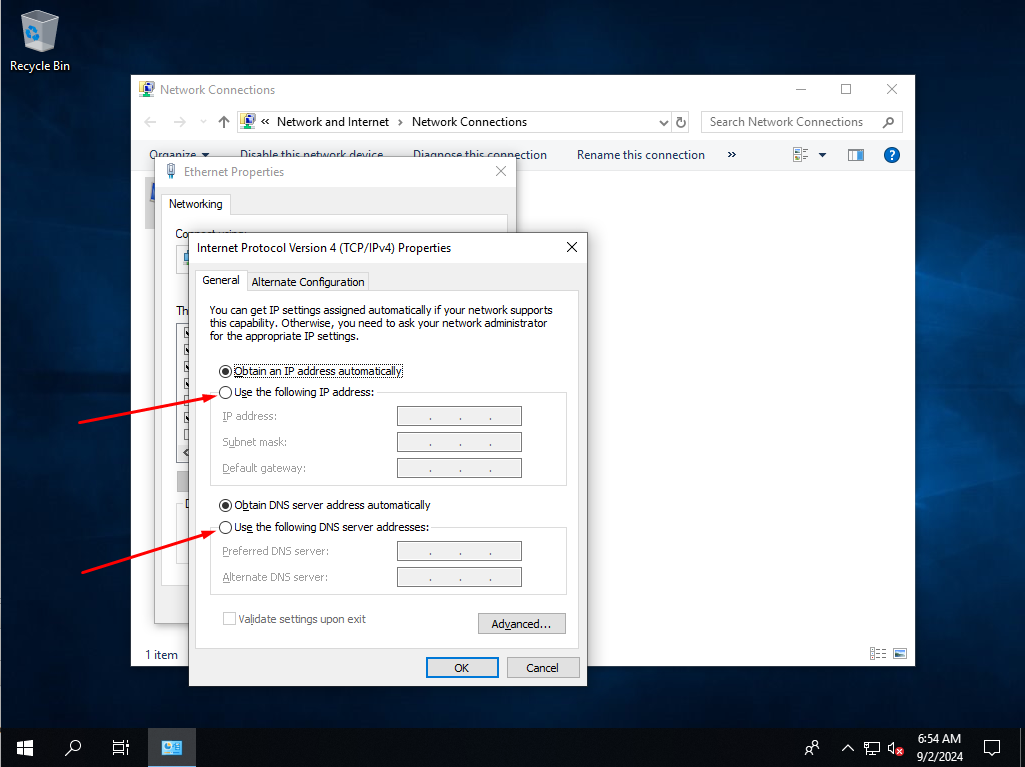 Recycle Bin
Network Connections
« Network and Internet > Network Connections
Search Network Connections
Organize Disable this network device Diagnose this connection Rename this connection »
Ethernet Properties
Networking
Connect using:
Internet Protocol Version 4 (TCP/IPv4) Properties
General Alternate Configuration
You can get IP settings assigned automatically if your network supports
this capability. Otherwise, you need to ask your network administrator
for the appropriate IP settings.
Obtain an IP address automatically
Use the following IP address:
IP address: . . .
Subnet mask: . . .
Default gateway: . . .
Obtain DNS server address automatically
Use the following DNS server addresses:
Preferred DNS server: . . .
Alternate DNS server: . . .
Validate settings upon exit
Advanced...
OK Cancel
1 item
6:54 AM
9/2/2024